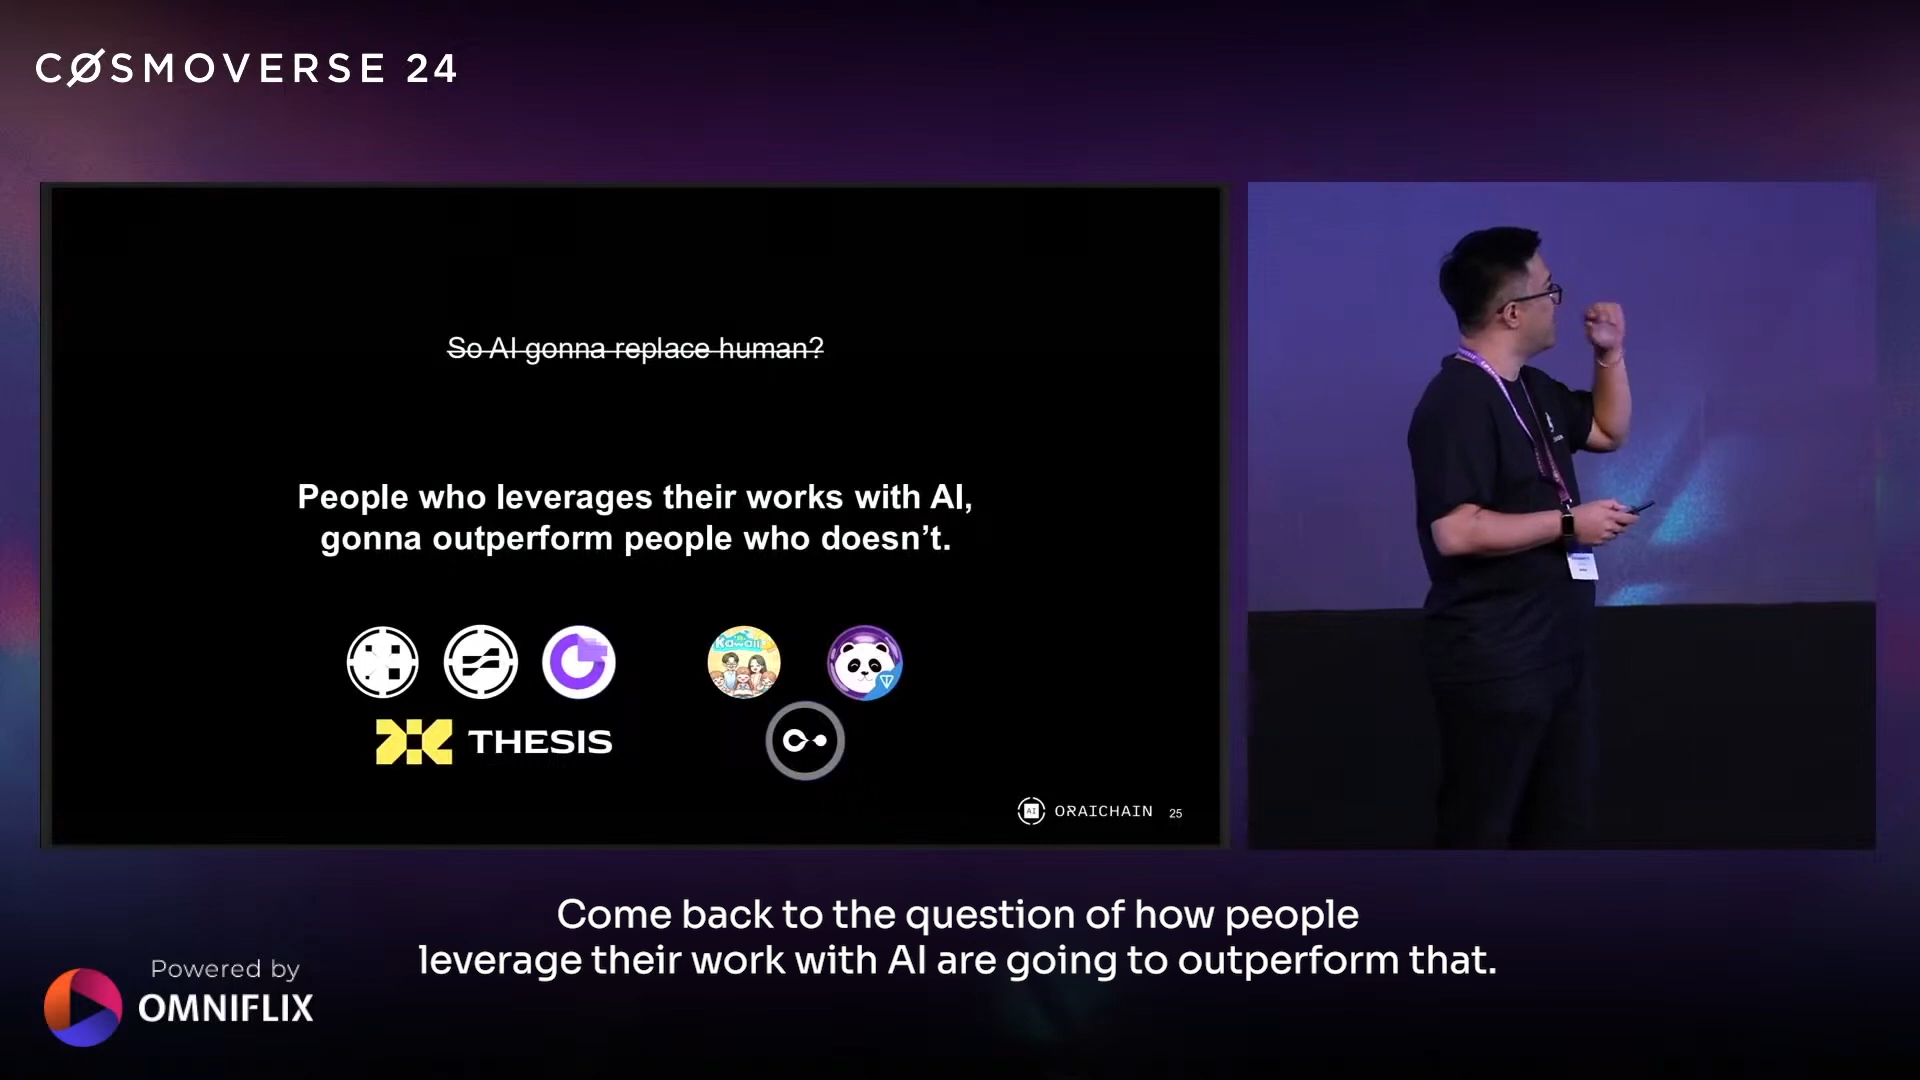 CØSMOVERSE 24
So AI gonna replace human?
People who leverages their works with AI,
gonna outperform people who doesn't.
Kawaii
THESIS
AI
ORAICHAIN 25
Come back to the question of how people
leverage their work with AI are going to outperform that.
Powered by
OMNIFLIX